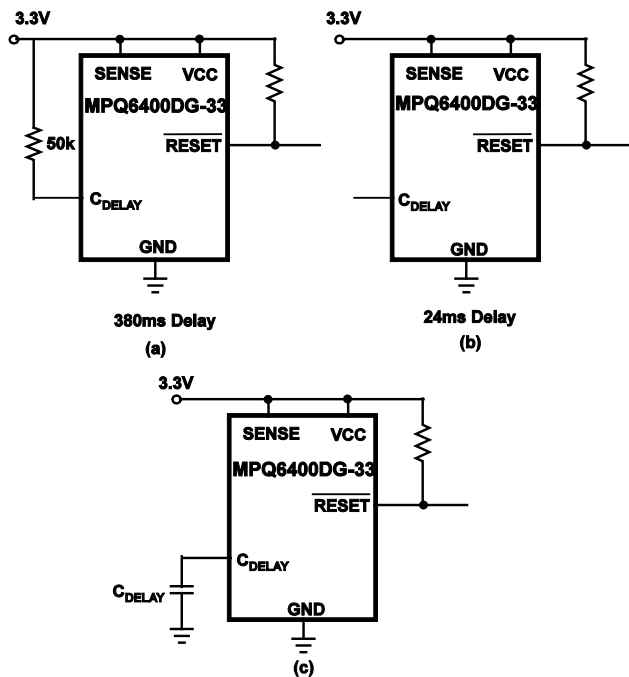 3.3V
SENSE VCC
MPQ6400DG-33
50k
RESET
CDELAY
GND
380ms Delay
(a)
3.3V
SENSE VCC
MPQ6400DG-33
RESET
CDELAY
GND
24ms Delay
(b)
3.3V
SENSE VCC
MPQ6400DG-33
RESET
CDELAY
CDELAY
GND
(c)